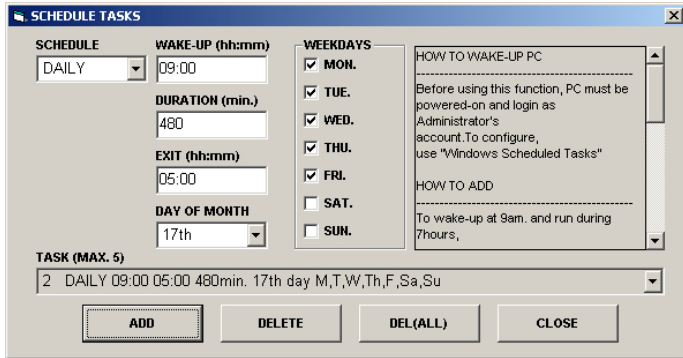 SCHEDULE TASKS
SCHEDULE
DAILY
WAKE-UP (hh:mm)
09:00
DURATION (min.)
480
EXIT (hh:mm)
05:00
DAY OF MONTH
17th
WEEKDAYS
MON.
TUE.
WED.
THU.
FRI.
SAT.
SUN.
HOW TO WAKE-UP PC
--------------------------------------------------------
Before using this function, PC must be
powered-on and login as
Administrator's
account.To configure,
use "Windows Scheduled Tasks"
HOW TO ADD
--------------------------------------------------------
To wake-up at 9am. and run during
7hours,
TASK (MAX. 5)
2 DAILY 09:00 05:00 480min. 17th day M,T,W,Th,F,Sa,Su
ADD
DELETE
DEL(ALL)
CLOSE